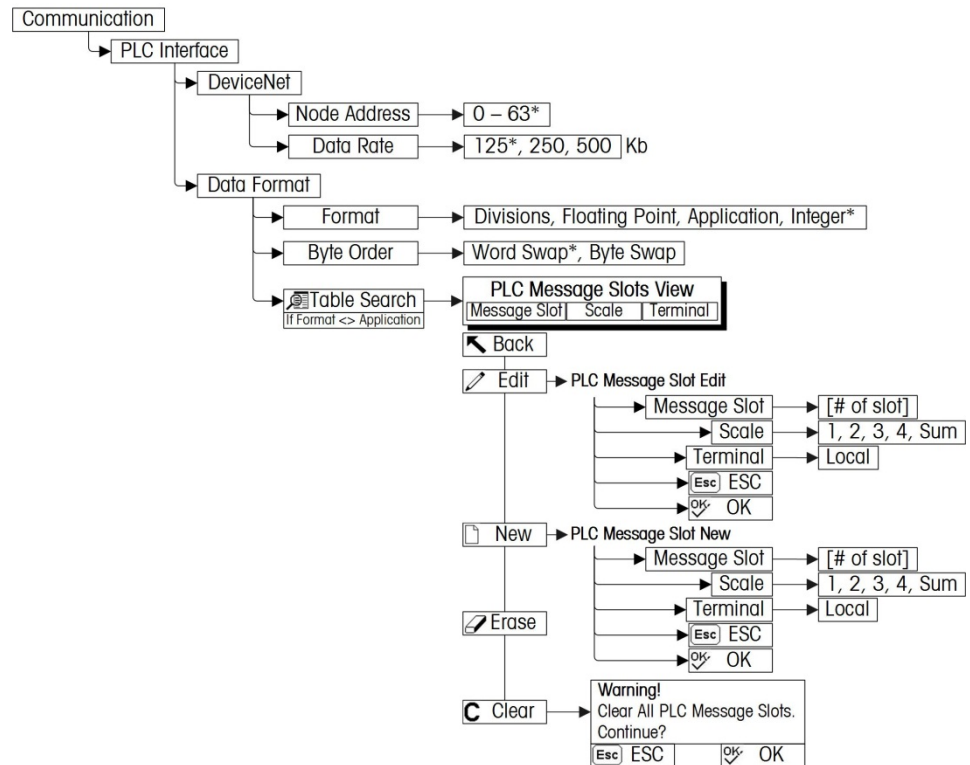 Communication
PLC Interface
DeviceNet
Node Address 0 – 63*
Data Rate 125*, 250, 500 Kb
Data Format
Format Divisions, Floating Point, Application, Integer*
Byte Order Word Swap*, Byte Swap
Table Search PLC Message Slots View
If Format <> Application Message Slot Scale Terminal
Back
Edit PLC Message Slot Edit
Message Slot [# of slot]
Scale 1, 2, 3, 4, Sum
Terminal Local
Esc ESC
OK OK
New PLC Message Slot New
Message Slot [# of slot]
Scale 1, 2, 3, 4, Sum
Terminal Local
Erase
Esc ESC
OK OK
Warning!
C Clear Clear All PLC Message Slots.
Continue?
Esc ESC OK OK